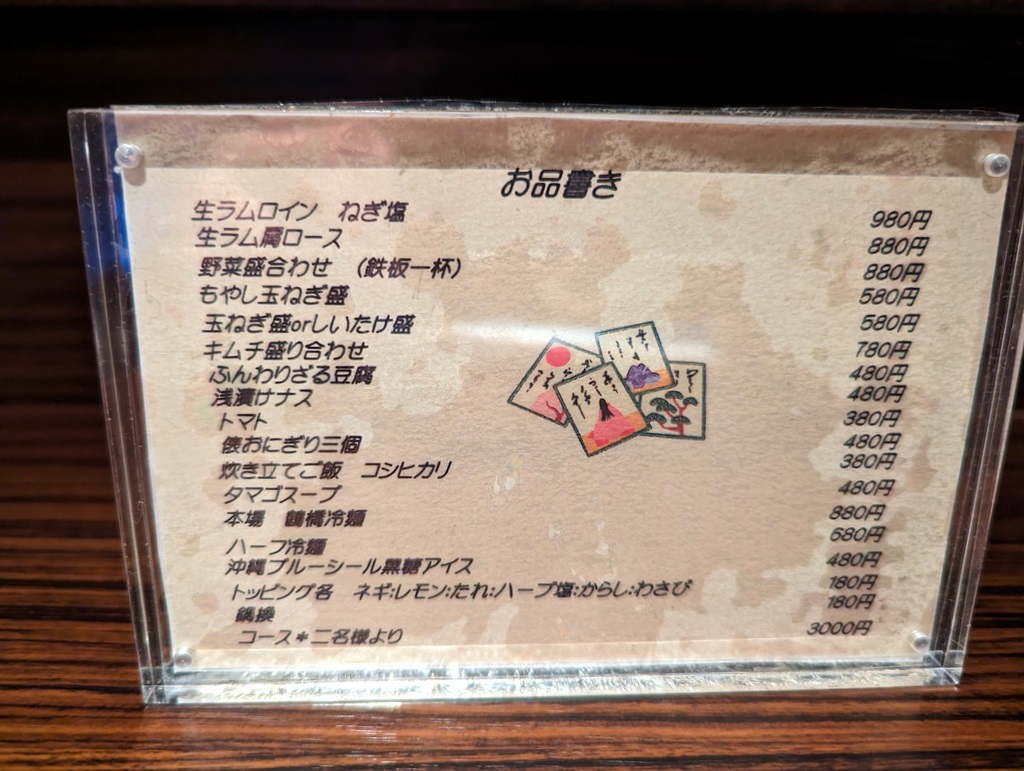 お品書き
生ラムロイン　ねぎ塩　980円
生ラム肩ロース　880円
野菜盛合わせ　（鉄板一杯）　880円
もやし玉ねぎ盛　580円
玉ねぎ盛orしいたけ盛　580円
キムチ盛り合わせ　780円
ふんわりざる豆腐　480円
浅漬けナス　480円
トマト　380円
俵おにぎり三個　480円
炊き立てご飯　コシヒカリ　380円
タマゴスープ　480円
本場　鶴橋冷麺　880円
ハーフ冷麺　680円
沖縄ブルーシール黒糖アイス　480円
トッピング各　ネギ:レモン:たれ:ハーブ塩:からし:わさび　180円
鍋換　180円
コース＊二名様より　3000円